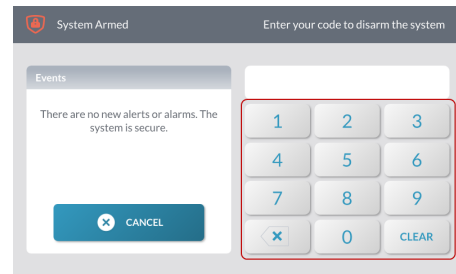 System Armed
Enter your code to disarm the system
Events
There are no new alerts or alarms. The
system is secure.
CANCEL
1 2 3
4 5 6
7 8 9
0 CLEAR